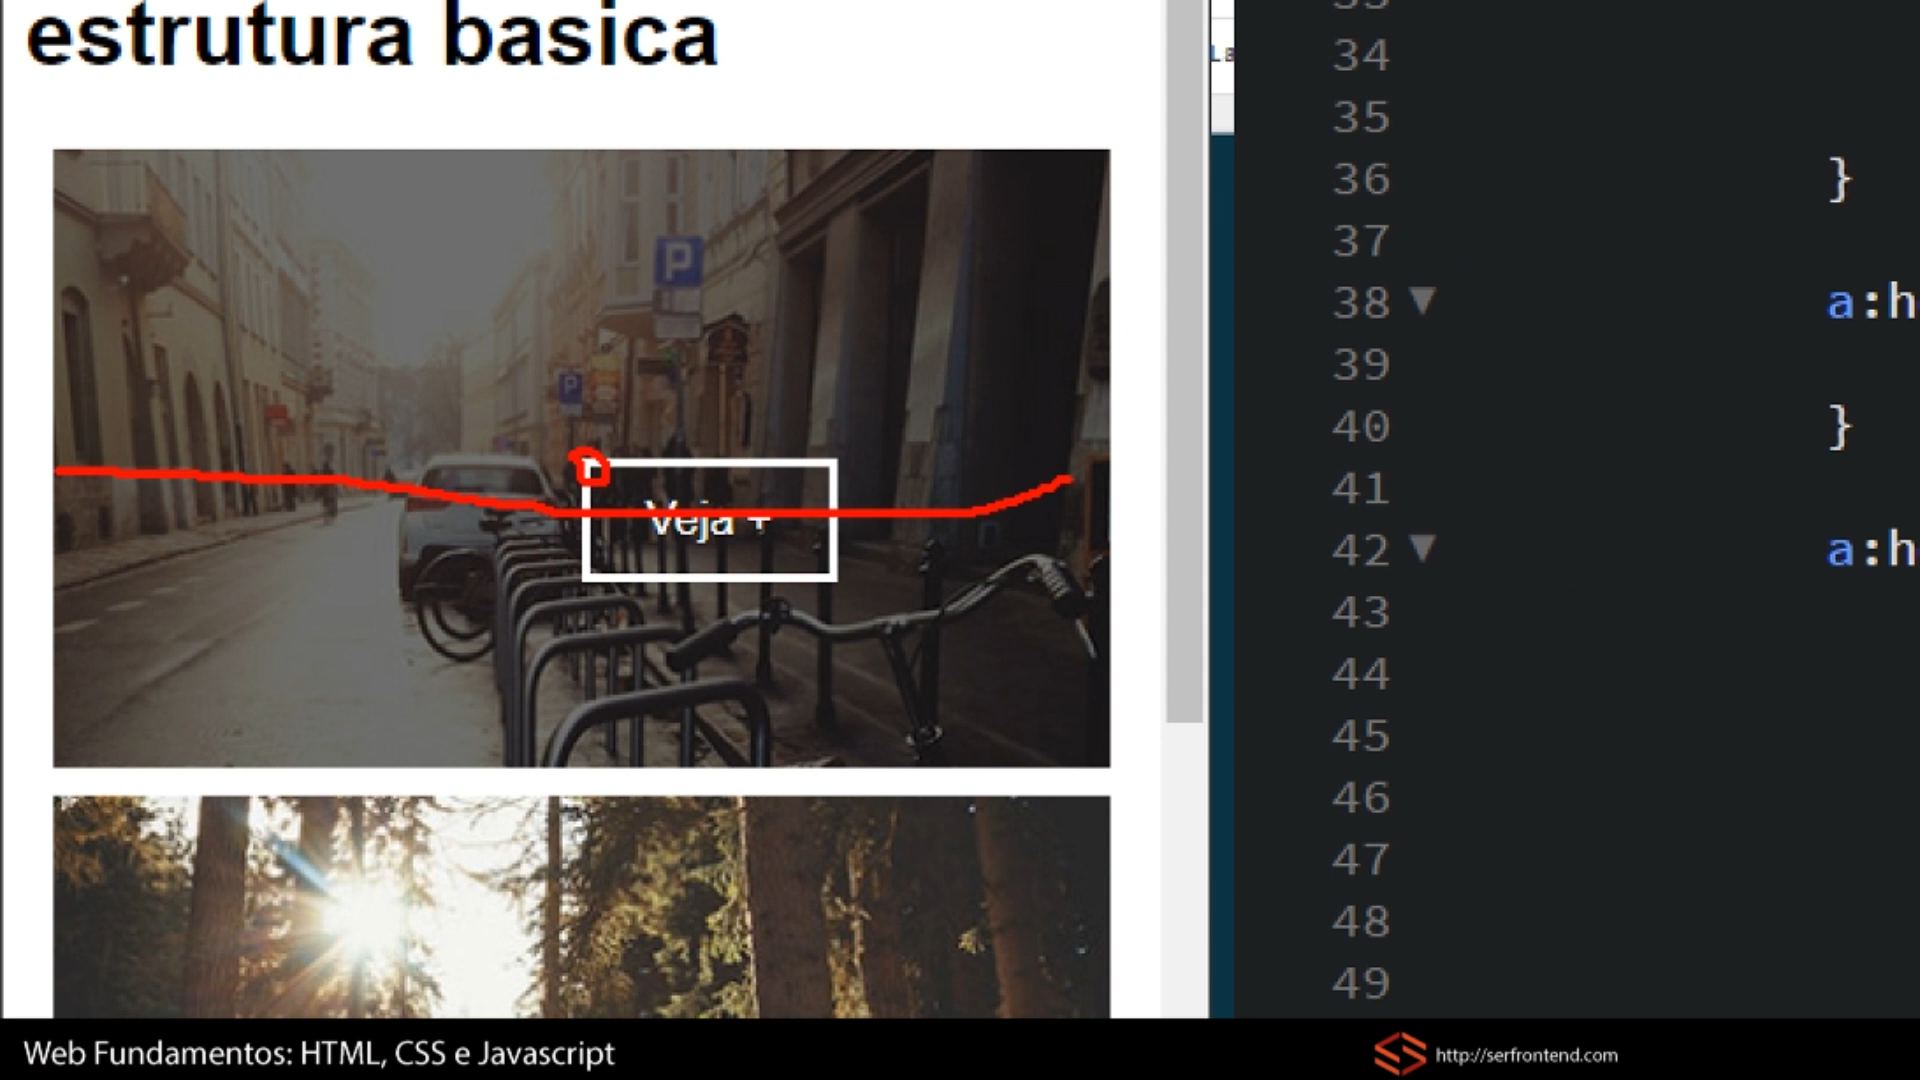 estrutura basica
P
P
Veja +
34
35
36 }
37
38 a:h
39
40 }
41
42 a:h
43
44
45
46
47
48
49
Web Fundamentos: HTML, CSS e Javascript
http://serfrontend.com